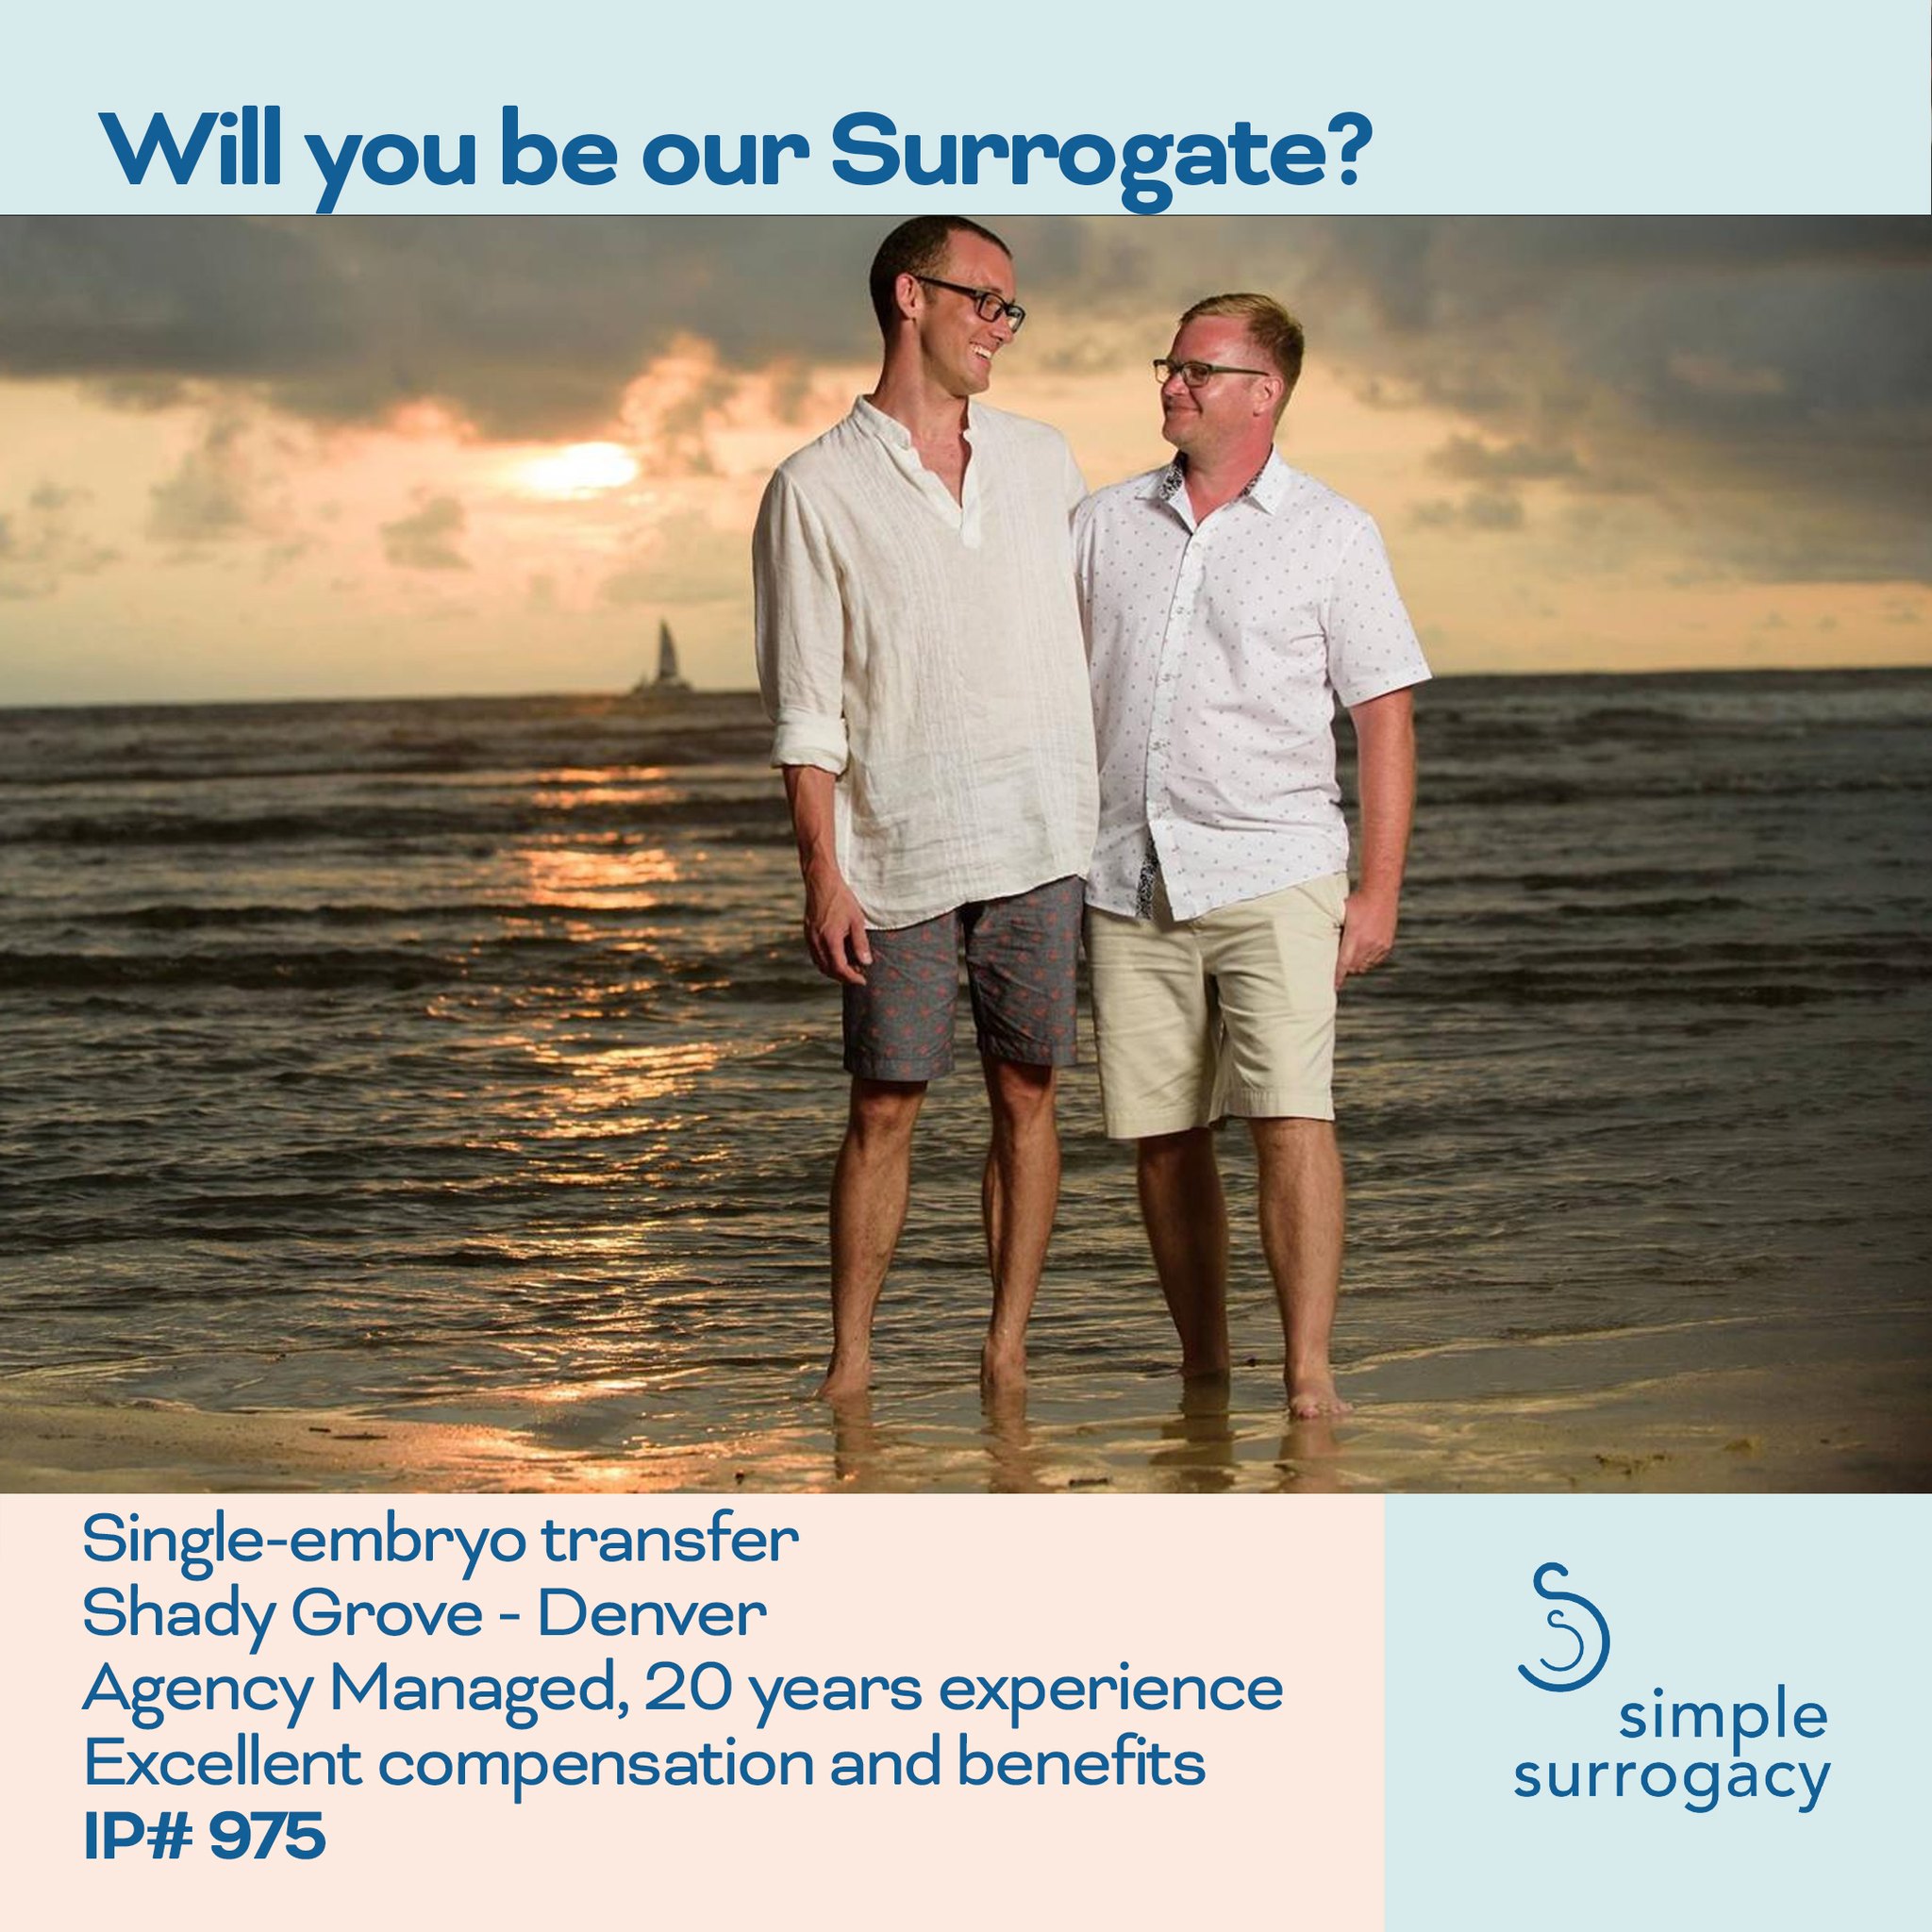 Will you be our Surrogate?
Single-embryo transfer
Shady Grove - Denver
Agency Managed, 20 years experience
Excellent compensation and benefits
IP# 975
simple
surrogacy